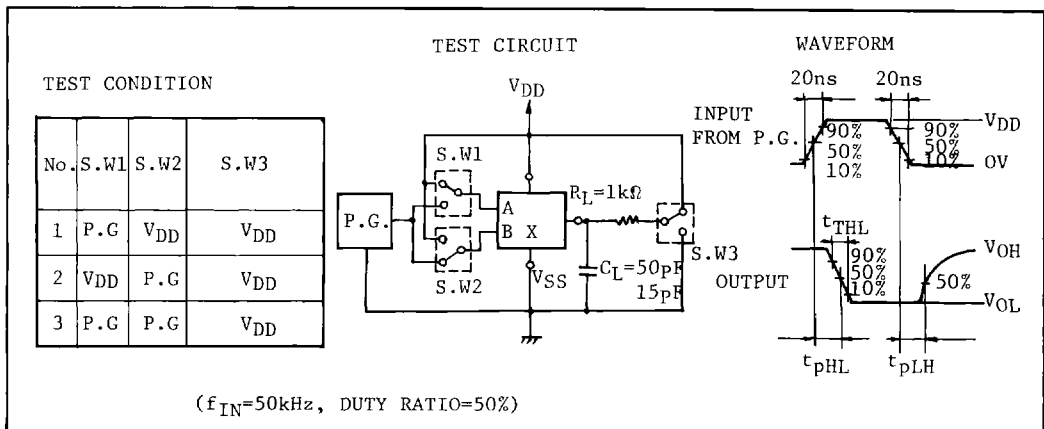 TEST CONDITION
No. S.W1 S.W2 S.W3
1 P.G VDD VDD
2 VDD P.G VDD
3 P.G P.G VDD
(fIN=50kHz, DUTY RATIO=50%)
TEST CIRCUIT
VDD
S.W1
P.G.
A
B X
S.W2
VSS
RL=1kΩ
CL=50pF
15pF
S.W3
WAVEFORM
20ns 20ns
INPUT
FROM P.G.
90%
50%
10%
VDD
90%
50%
10%
0V
tTHL
OUTPUT
90%
50%
10%
VOH
50%
VOL
tpHL tpLH